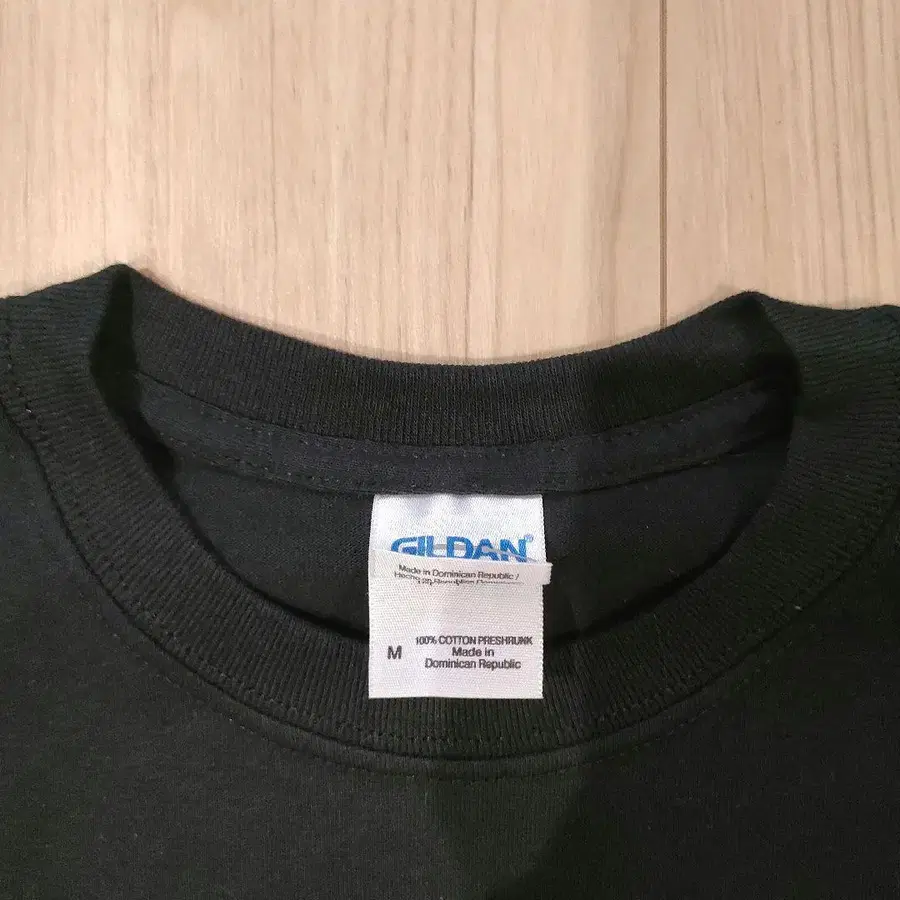 GILDAN®
Made in Dominican Republic /
M
100% COTTON PRESHRUNK
Made in
Dominican Republic